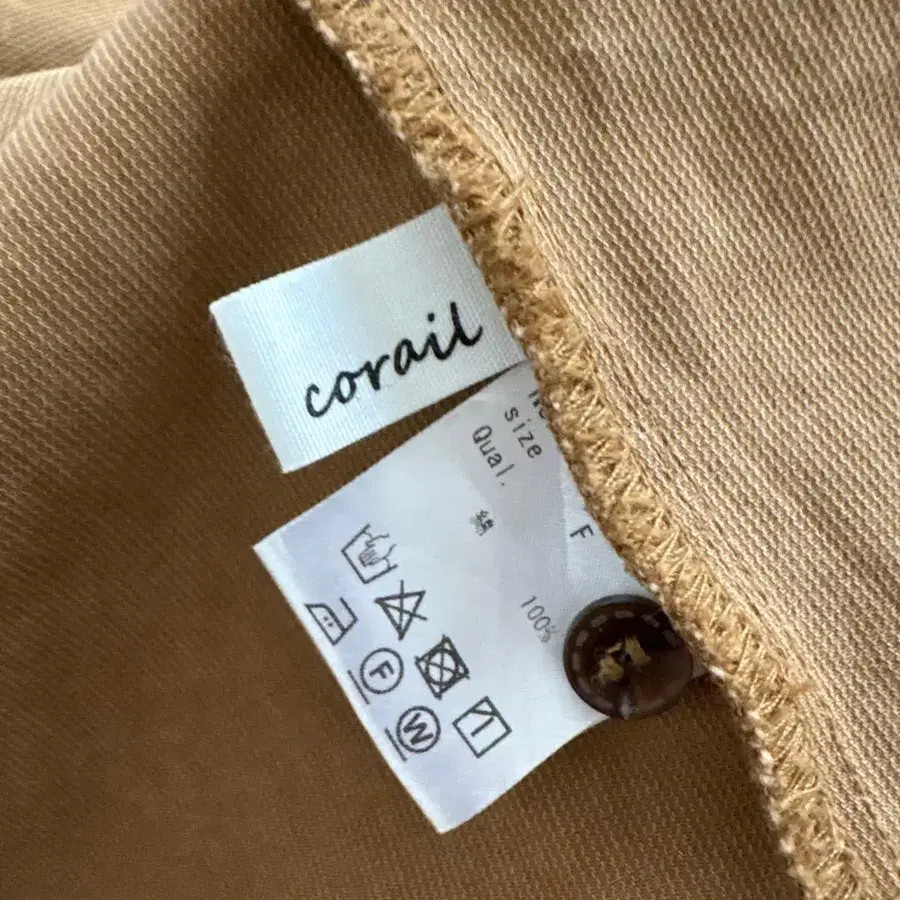 corail
size F
Qual.
綿 100%
F
W